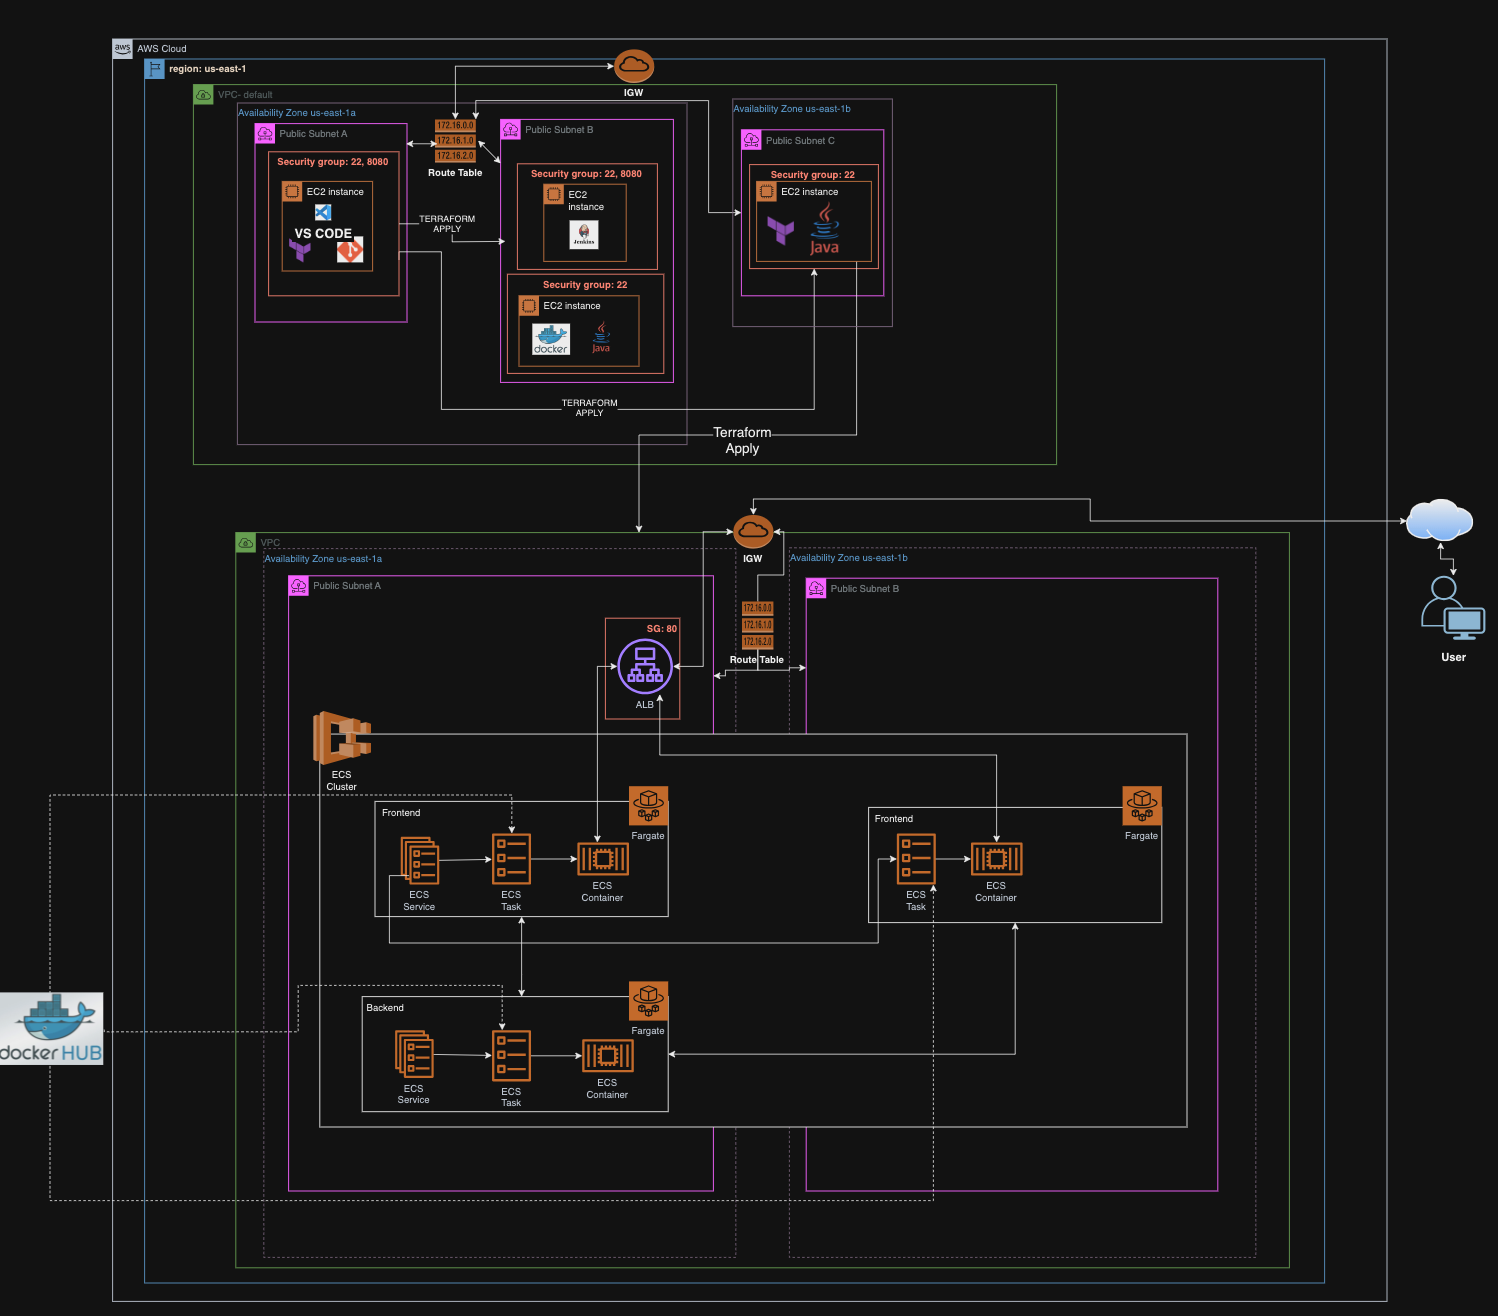 aws
AWS Cloud
region: us-east-1
IGW
VPC- default
Availability Zone us-east-1a
Availability Zone us-east-1b
Public Subnet A
172.16.0.0
172.16.1.0
172.16.2.0
Route Table
Public Subnet B
Public Subnet C
Security group: 22, 8080
EC2 instance
VS CODE
TERRAFORM
APPLY
Security group: 22, 8080
EC2
instance
Jenkins
Security group: 22
EC2 instance
docker
Java
Security group: 22
EC2 instance
Java
TERRAFORM
APPLY
Terraform
Apply
VPC
IGW
Availability Zone us-east-1a
Availability Zone us-east-1b
Public Subnet A
Public Subnet B
172.16.0.0
172.16.1.0
172.16.2.0
Route Table
SG: 80
ALB
User
ECS
Cluster
Frontend
Fargate
ECS
Service
ECS
Task
ECS
Container
Frontend
Fargate
ECS
Task
ECS
Container
Backend
Fargate
ECS
Service
ECS
Task
ECS
Container
docker HUB